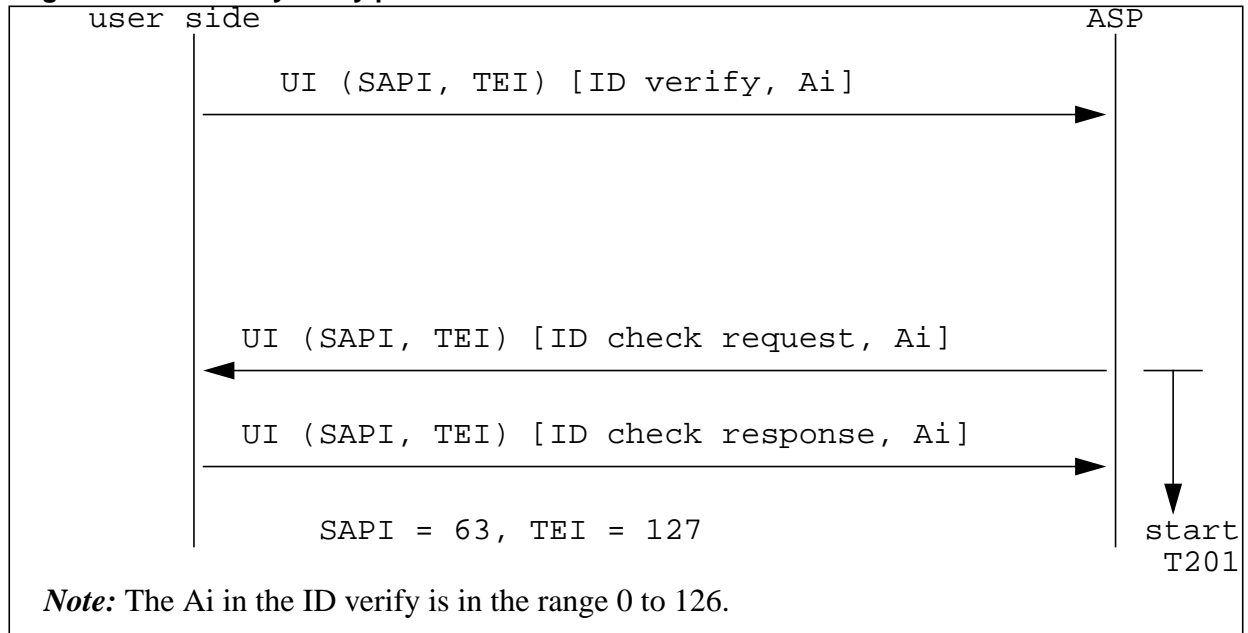 user side ASP
UI (SAPI, TEI) [ID verify, Ai]
UI (SAPI, TEI) [ID check request, Ai]
UI (SAPI, TEI) [ID check response, Ai]
SAPI = 63, TEI = 127
start
T201
Note: The Ai in the ID verify is in the range 0 to 126.